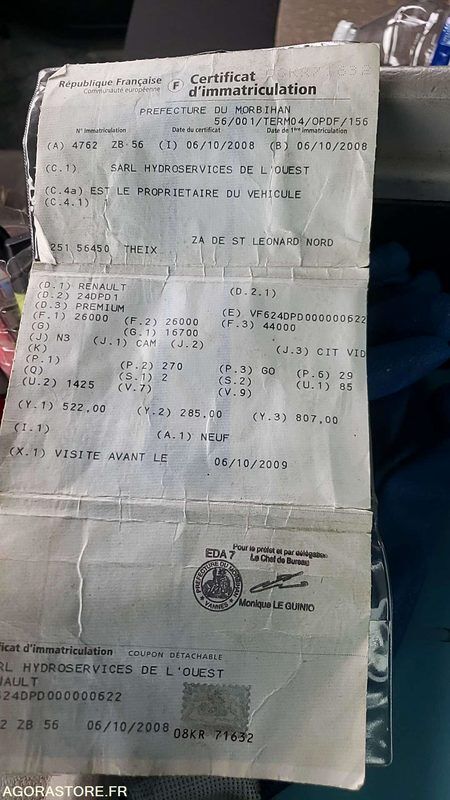 République Française
Communauté européenne
F
Certificat
d'immatriculation
PREFECTURE DU MORBIHAN
56/001/TERM04/OPDF/156
N° Immatriculation Date du certificat Date de 1ère immatriculation
(A) 4762 ZB 56 (I) 06/10/2008 (B) 06/10/2008
(C.1) SARL HYDROSERVICES DE L'OUEST
(C.4a) EST LE PROPRIETAIRE DU VEHICULE
(C.4.1)
ZA DE ST LEONARD NORD
251 56450 THEIX
(D.1) RENAULT (D.2.1)
(D.2) 24DPD1
(D.3) PREMIUM (E) VF624DPD000000622
(F.1) 26000 (F.2) 26000 (F.3) 44000
(G) (G.1) 16700
(J) N3 (J.1) CAM (J.2) (J.3) CIT VID
(K)
(P.1) (P.2) 270 (P.3) GO (P.6) 29
(Q) (S.1) 2 (S.2) (U.1) 85
(U.2) 1425 (V.7) (V.9)
(Y.1) 522,00 (Y.2) 285,00 (Y.3) 807,00
(I.1) (A.1) NEUF
(X.1) VISITE AVANT LE 06/10/2009
EDA 7 Pour le préfet et par délégation
Le Chef de Bureau
PREFECTURE DU MORBIHAN
VANNES
Monique LE GUINIO
ficat d'immatriculation COUPON DÉTACHABLE
RL HYDROSERVICES DE L'OUEST
NAULT
624DPD000000622
2 ZB 56 06/10/2008 08KR 71632
AGORASTORE.FR